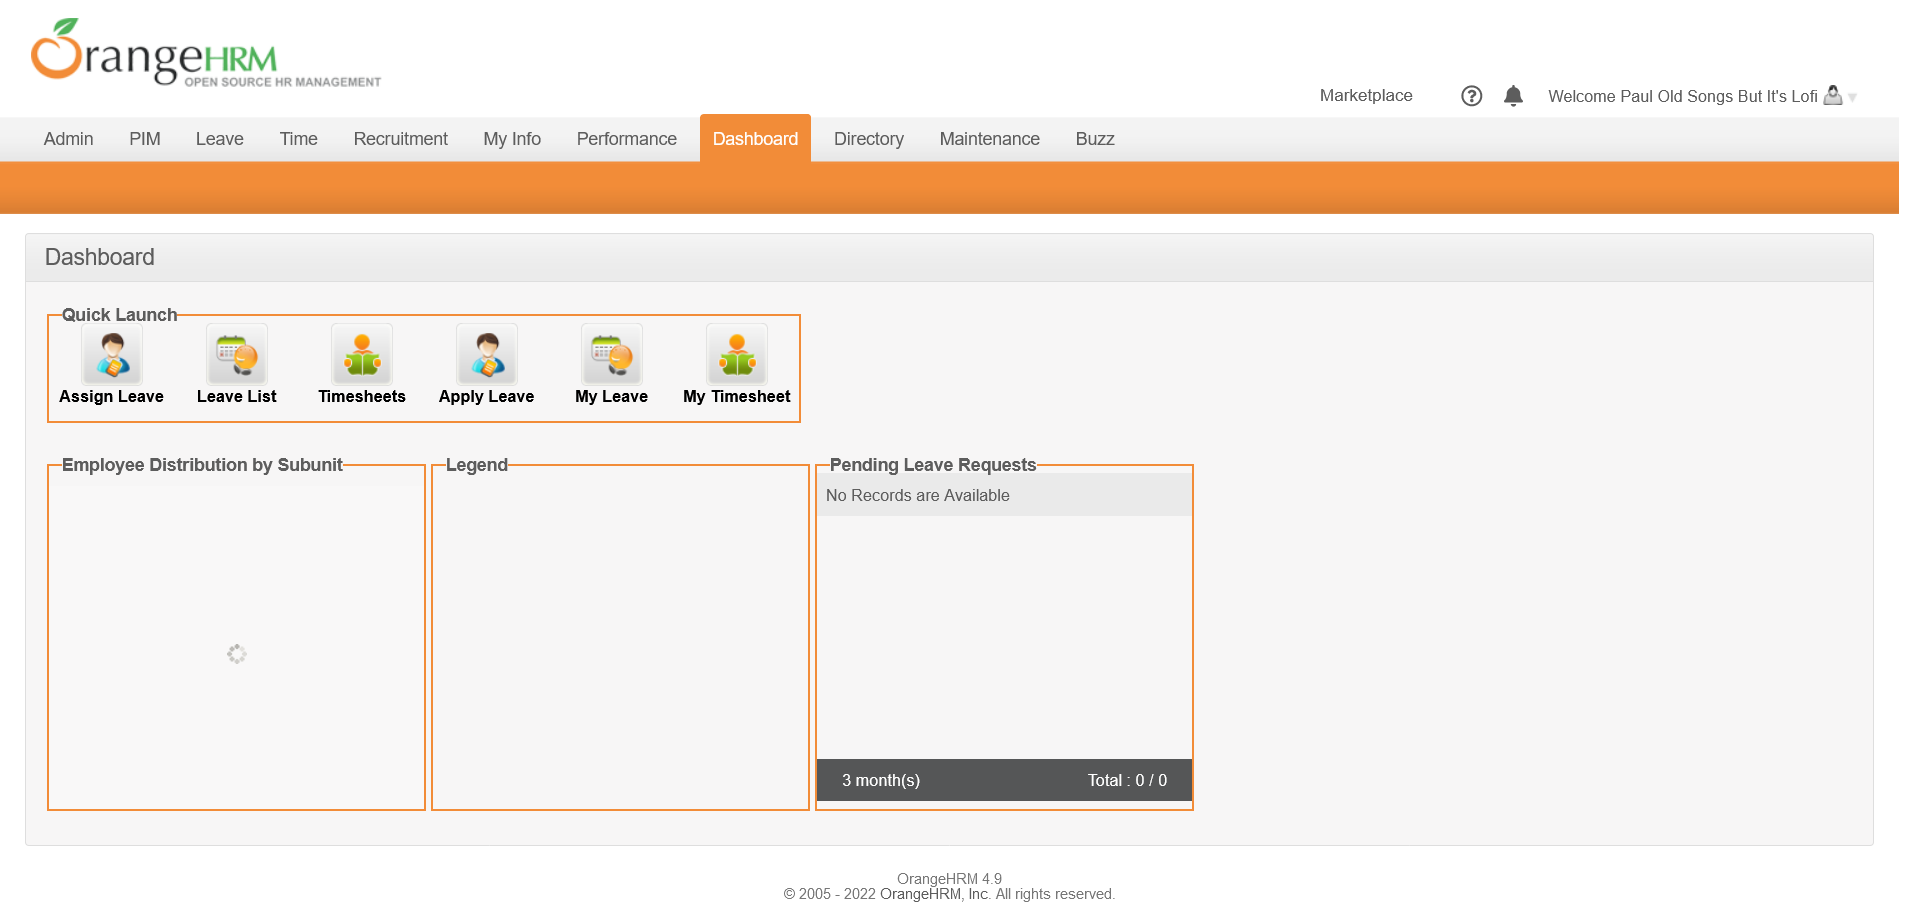 OrangeHRM
OPEN SOURCE HR MANAGEMENT
Marketplace
Welcome Paul Old Songs But It's Lofi
Admin PIM Leave Time Recruitment My Info Performance Dashboard Directory Maintenance Buzz
Dashboard
Quick Launch
Assign Leave Leave List Timesheets Apply Leave My Leave My Timesheet
Employee Distribution by Subunit
Legend
Pending Leave Requests
No Records are Available
3 month(s) Total : 0 / 0
OrangeHRM 4.9
© 2005 - 2022 OrangeHRM, Inc. All rights reserved.